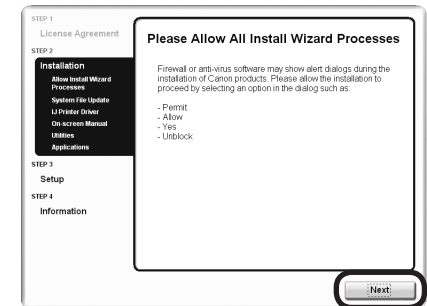 STEP 1
License Agreement
STEP 2
Installation
Allow Install Wizard
Processes
System File Update
IJ Printer Driver
On-screen Manual
Utilities
Applications
STEP 3
Setup
STEP 4
Information
Please Allow All Install Wizard Processes
Firewall or anti-virus software may show alert dialogs during the
installation of Canon products. Please allow the installation to
proceed by selecting an option in the dialog such as:
- Permit
- Allow
- Yes
- Unblock
Next